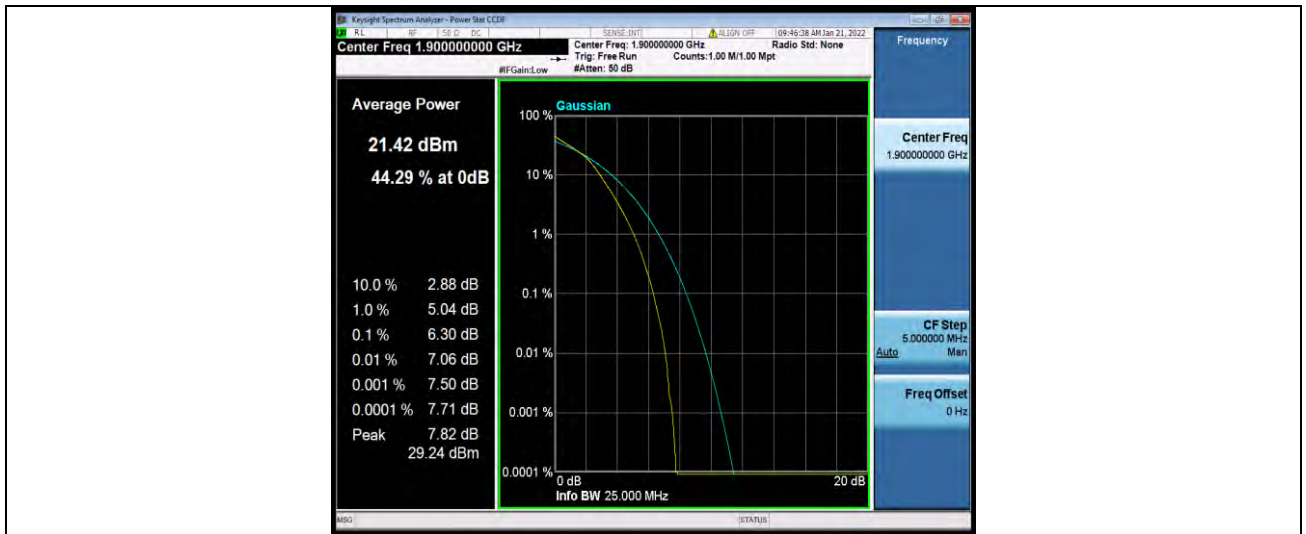 Keysight Spectrum Analyzer - Power Stat CCDF
RL RF 50 Ω DC SENSE:INT ALIGN OFF 09:46:38 AM Jan 21, 2022
Center Freq 1.900000000 GHz
Center Freq: 1.900000000 GHz Radio Std: None
Trig: Free Run Counts:1.00 M/1.00 Mpt
#IFGain:Low #Atten: 50 dB
Frequency
Average Power
21.42 dBm
44.29 % at 0dB
10.0 % 2.88 dB
1.0 % 5.04 dB
0.1 % 6.30 dB
0.01 % 7.06 dB
0.001 % 7.50 dB
0.0001 % 7.71 dB
Peak 7.82 dB
29.24 dBm
Gaussian
100 %
10 %
1 %
0.1 %
0.01 %
0.001 %
0.0001 %
0 dB 20 dB
Info BW 25.000 MHz
Center Freq
1.900000000 GHz
CF Step
5.000000 MHz
Auto Man
Freq Offset
0 Hz
MSG STATUS